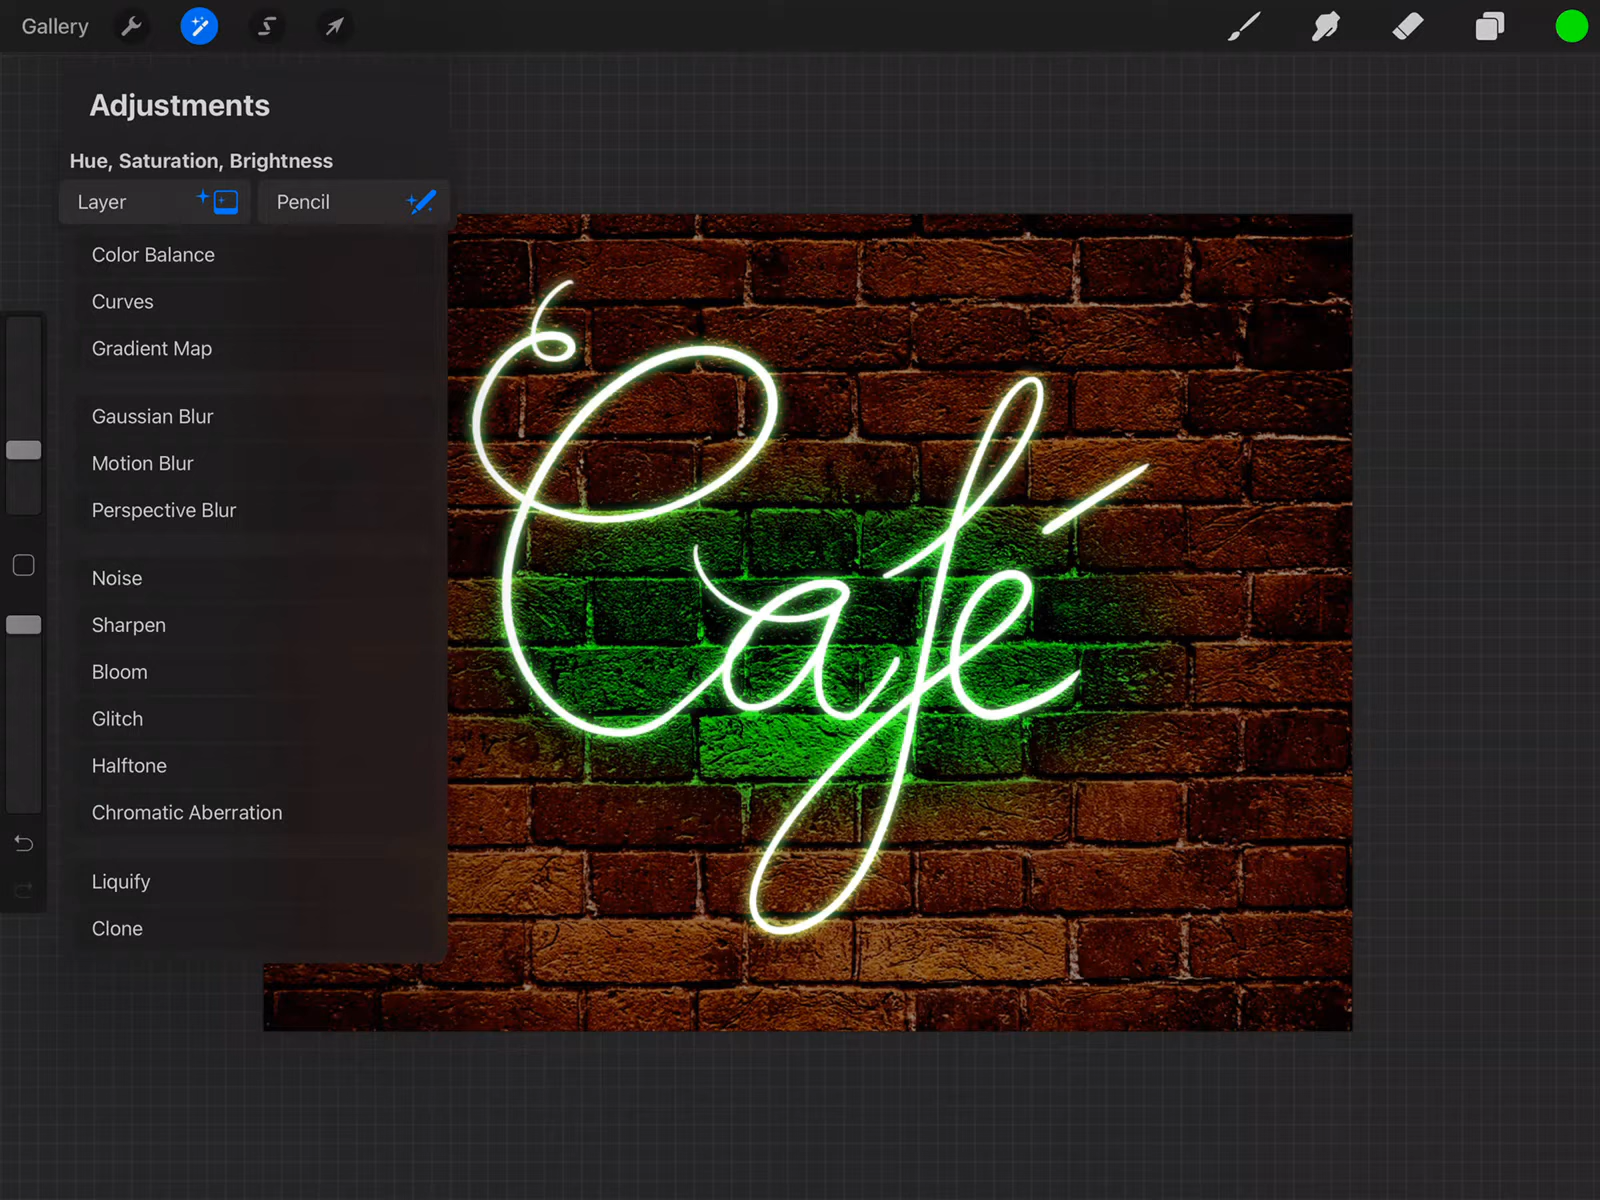 Gallery
Adjustments
Hue, Saturation, Brightness
Layer
Pencil
Color Balance
Curves
Gradient Map
Gaussian Blur
Motion Blur
Perspective Blur
Noise
Sharpen
Bloom
Glitch
Halftone
Chromatic Aberration
Liquify
Clone
Café